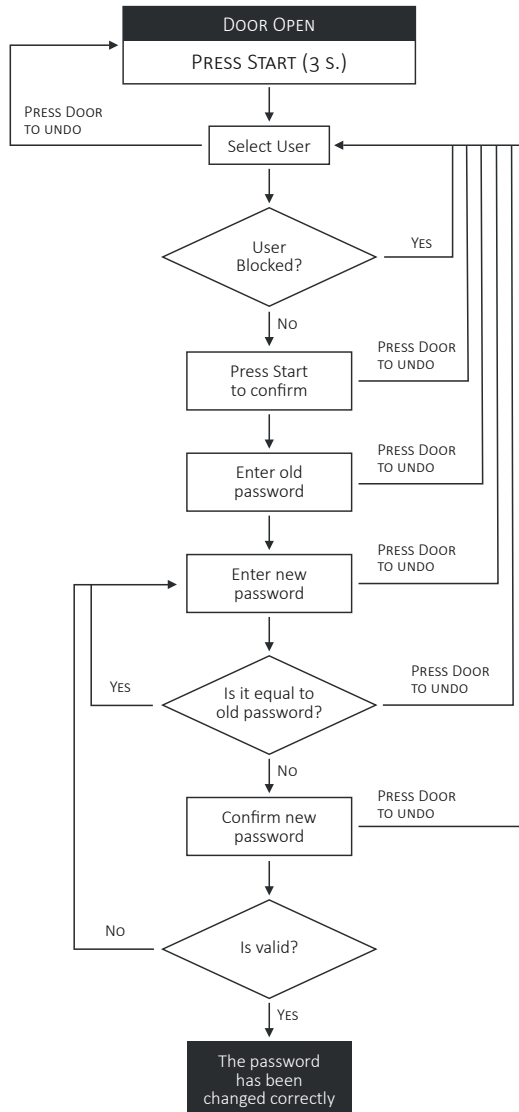 DOOR OPEN
PRESS START (3 S.)
PRESS DOOR
TO UNDO
Select User
User
Blocked?
YES
NO
Press Start
to confirm
PRESS DOOR
TO UNDO
Enter old
password
PRESS DOOR
TO UNDO
Enter new
password
PRESS DOOR
TO UNDO
YES
Is it equal to
old password?
PRESS DOOR
TO UNDO
NO
Confirm new
password
PRESS DOOR
TO UNDO
NO
Is valid?
YES
The password
has been
changed correctly